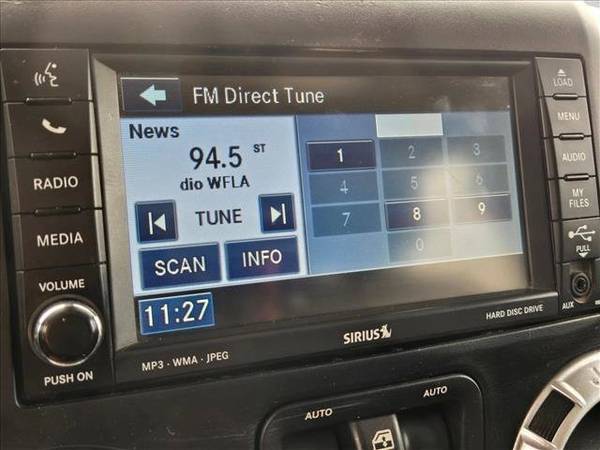 FM Direct Tune
LOAD
MENU
AUDIO
MY
FILES
PULL
AUX
RADIO
MEDIA
VOLUME
PUSH ON
News
94.5 ST
dio WFLA
TUNE
SCAN INFO
11:27
1 2 3
4 5 6
7 8 9
0
MP3 · WMA · JPEG
SIRIUS
HARD DISC DRIVE
AUTO AUTO